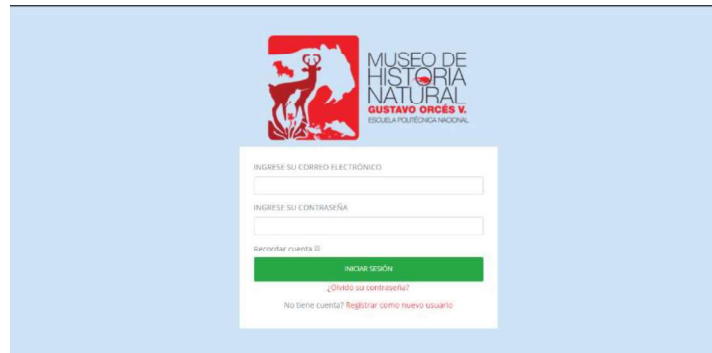 MUSEO DE
HISTORIA
NATURAL
GUSTAVO ORCÉS V.
ESCUELA POLITÉCNICA NACIONAL
INGRESE SU CORREO ELECTRÓNICO
INGRESE SU CONTRASEÑA
Recordar cuenta
INICIAR SESIÓN
¿Olvidó su contraseña?
No tiene cuenta? Registrar como nuevo usuario